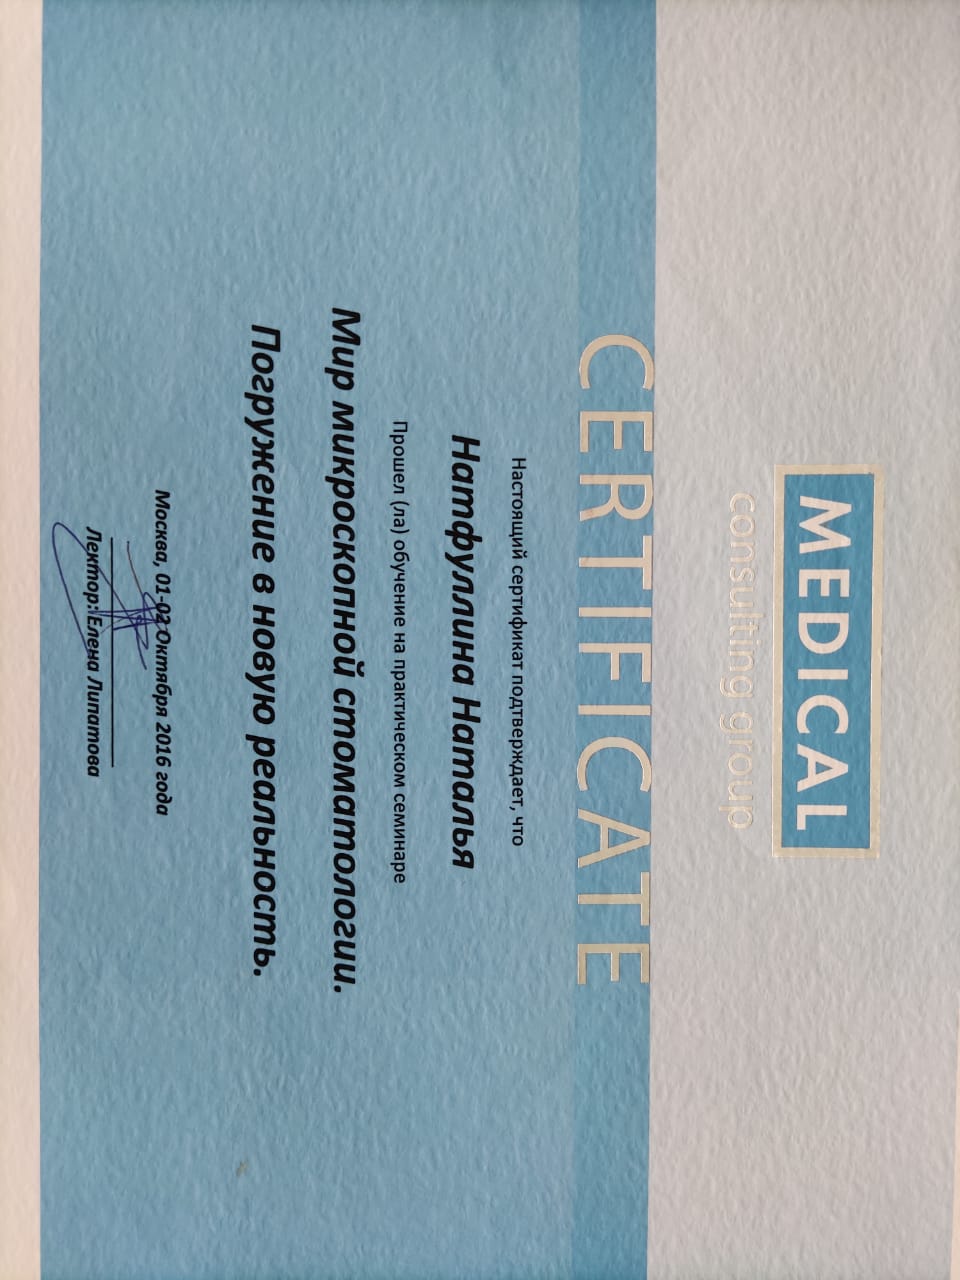 MEDICAL
consulting group
CERTIFICATE
Настоящий сертификат подтверждает, что
Натфуллина Наталья
Прошел (ла) обучение на практическом семинаре
Мир микроскопной стоматологии.
Погружение в новую реальность.
Москва, 01-02 Октября 2016 года
Лектор: Елена Липатова